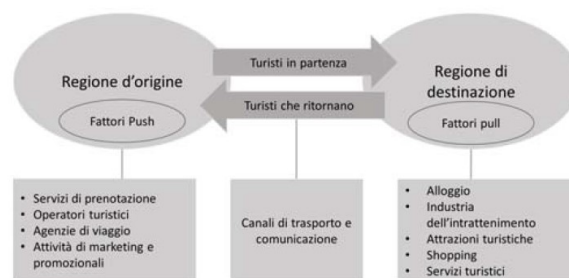 Turisti in partenza
Regione d'origine
Regione di
destinazione
Turisti che ritornano
Fattori Push
Fattori pull
• Servizi di prenotazione
• Operatori turistici
• Agenzie di viaggio
• Attività di marketing e
promozionali
Canali di trasporto e
comunicazione
• Alloggio
• Industria
dell'intrattenimento
• Attrazioni turistiche
• Shopping
• Servizi turistici